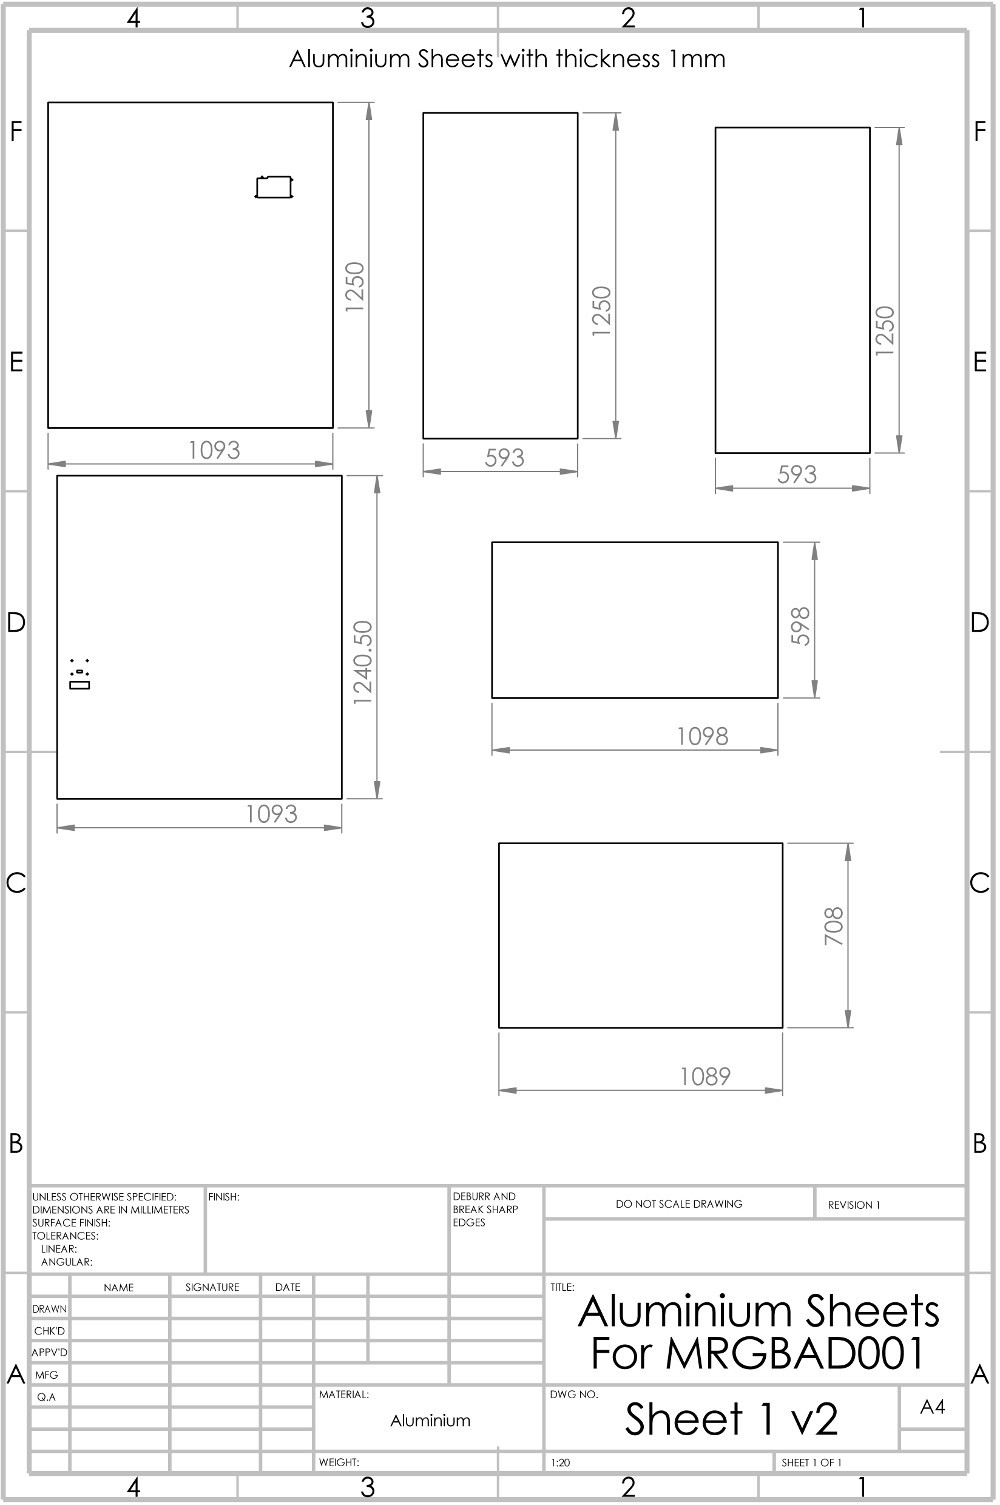 4 3 2 1
Aluminium Sheets with thickness 1mm
F F
1250
1250
1250
E E
1093
593
593
D D
1240.50
598
1098
1093
C C
708
1089
B B
UNLESS OTHERWISE SPECIFIED:
DIMENSIONS ARE IN MILLIMETERS
SURFACE FINISH:
TOLERANCES:
LINEAR:
ANGULAR:
FINISH:
DEBURR AND
BREAK SHARP
EDGES
DO NOT SCALE DRAWING
REVISION 1
NAME SIGNATURE DATE
DRAWN
CHK'D
APPV'D
MFG
Q.A
TITLE:
Aluminium Sheets
For MRGBAD001
A A
MATERIAL:
Aluminium
DWG NO.
Sheet 1 v2
A4
WEIGHT:
1:20
SHEET 1 OF 1
4 3 2 1